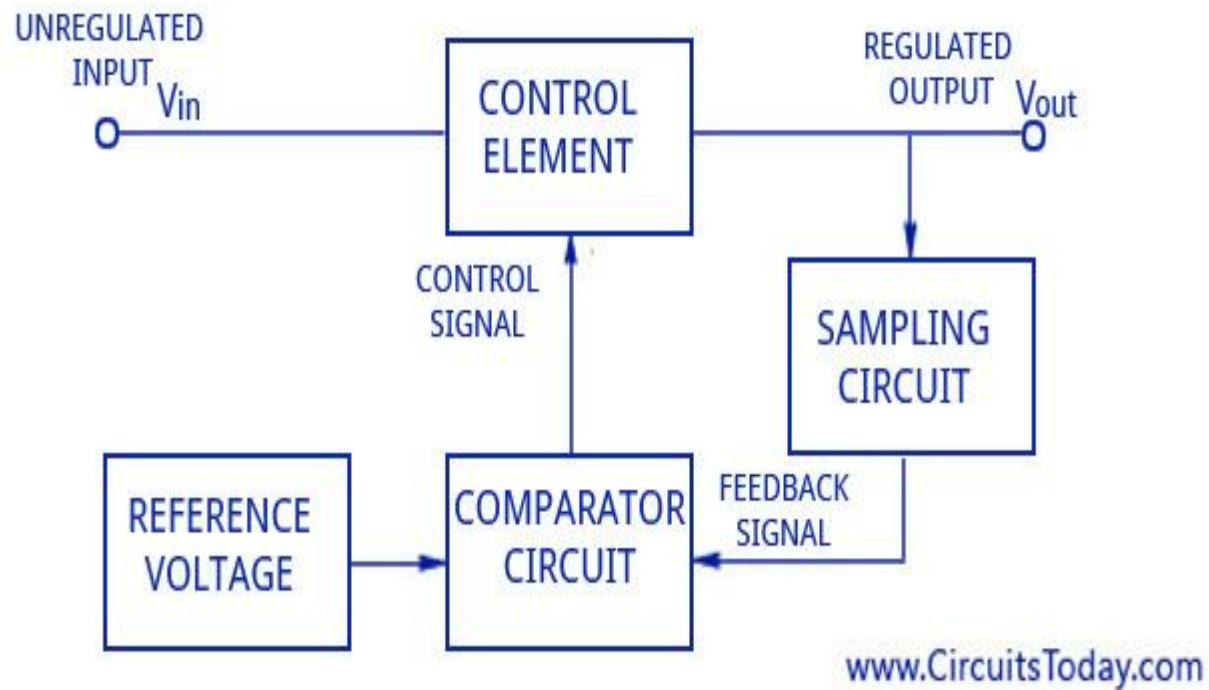 UNREGULATED
INPUT
Vin
CONTROL
ELEMENT
REGULATED
OUTPUT
Vout
CONTROL
SIGNAL
SAMPLING
CIRCUIT
REFERENCE
VOLTAGE
COMPARATOR
CIRCUIT
FEEDBACK
SIGNAL
www.CircuitsToday.com